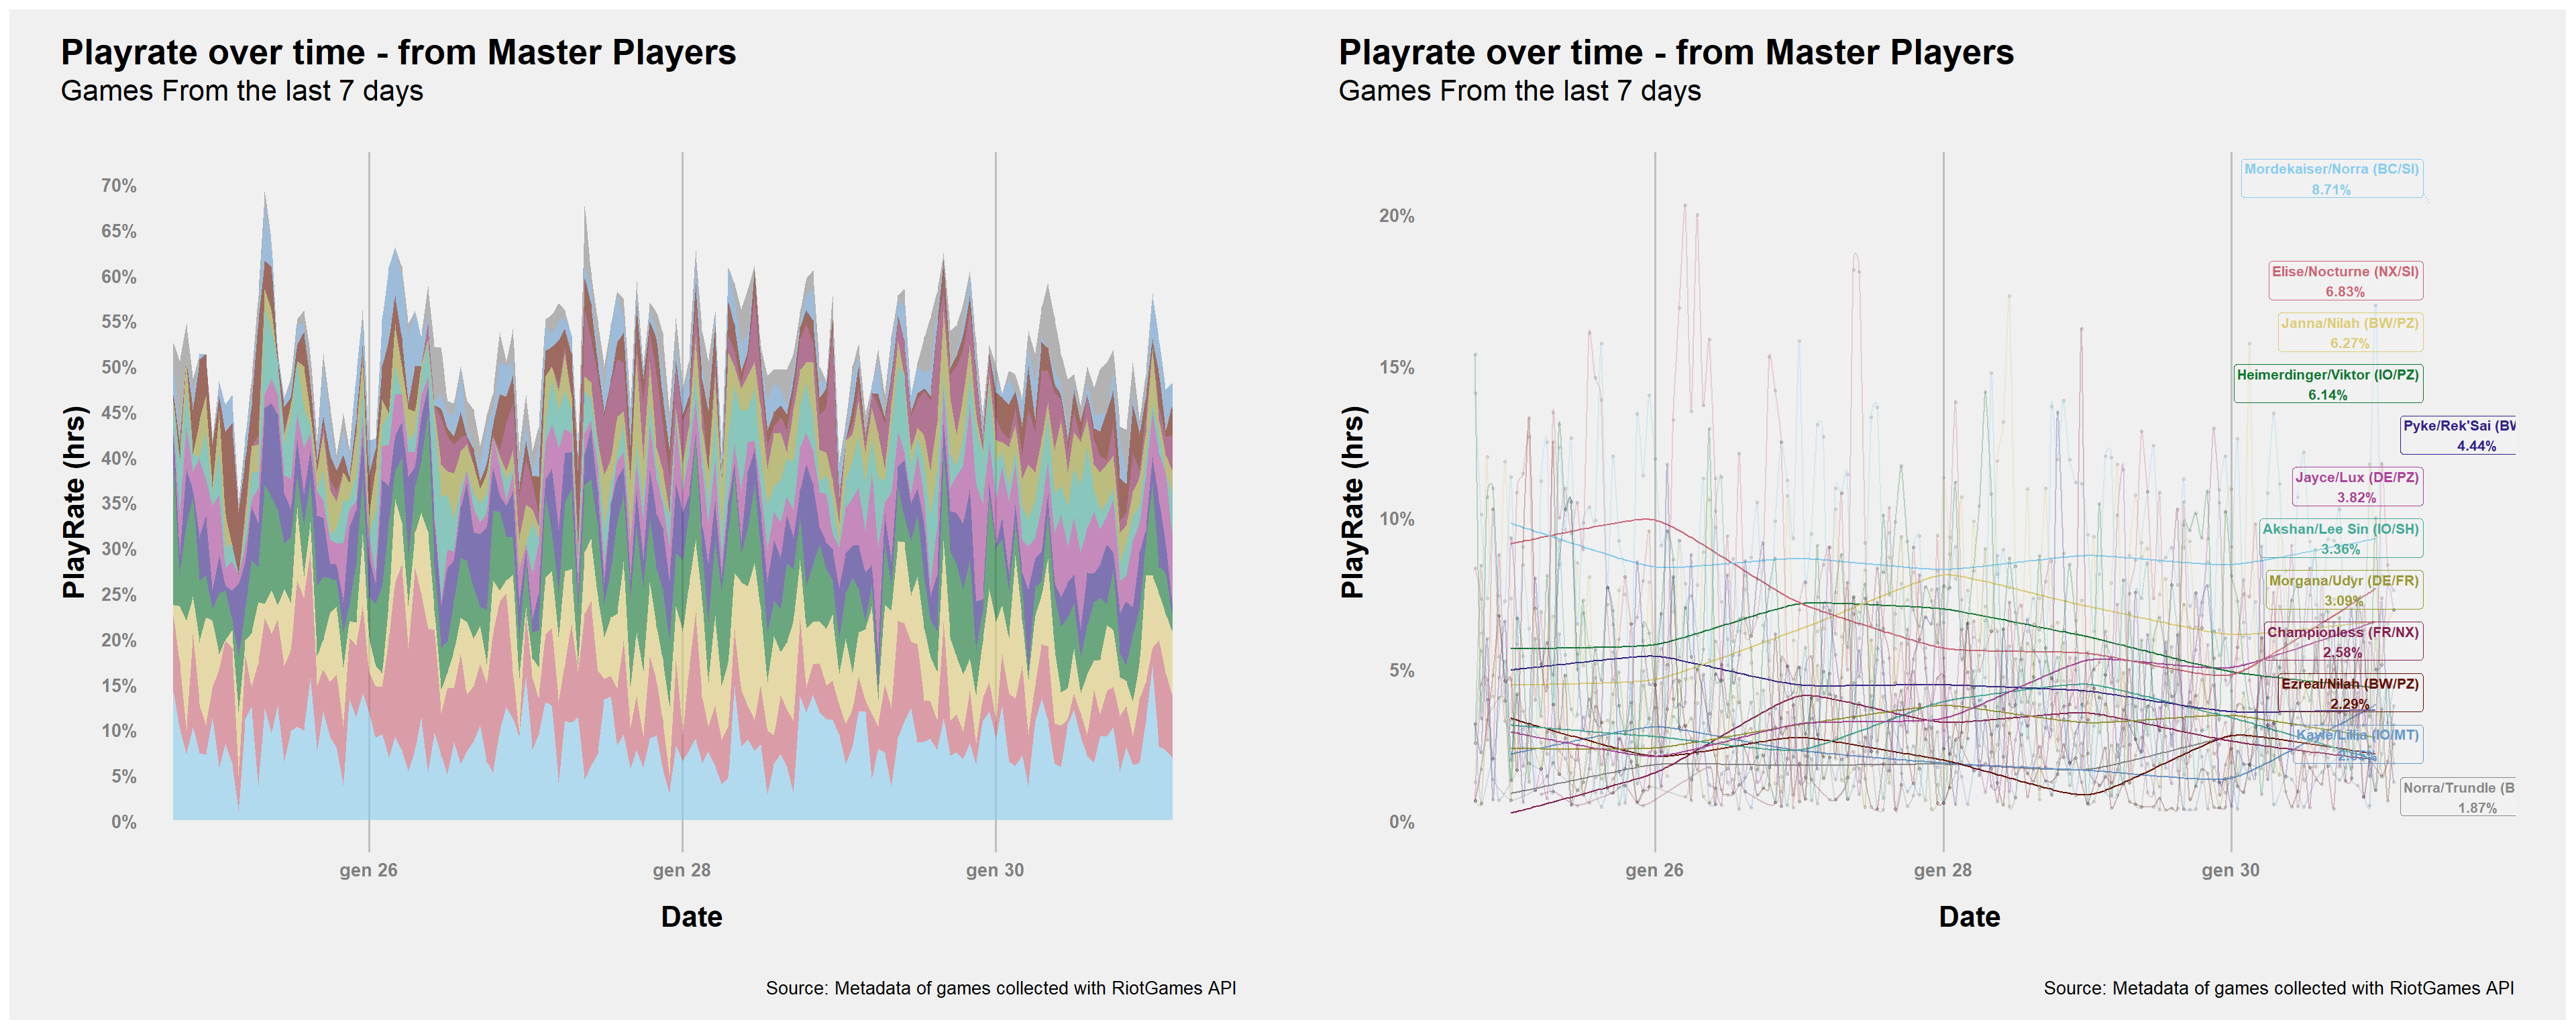 Playrate over time - from Master Players
Games From the last 7 days
PlayRate (hrs)
70%
65%
60%
55%
50%
45%
40%
35%
30%
25%
20%
15%
10%
5%
0%
gen 26
gen 28
gen 30
Date
Source: Metadata of games collected with RiotGames API
Playrate over time - from Master Players
Games From the last 7 days
PlayRate (hrs)
20%
15%
10%
5%
0%
gen 26
gen 28
gen 30
Date
Mordekaiser/Norra (BC/SI)
8.71%
Elise/Nocturne (NX/SI)
6.83%
Janna/Nilah (BW/PZ)
6.27%
Heimerdinger/Viktor (IO/PZ)
6.14%
Pyke/Rek'Sai (BW
4.44%
Jayce/Lux (DE/PZ)
3.82%
Akshan/Lee Sin (IO/SH)
3.36%
Morgana/Udyr (DE/FR)
3.09%
Championless (FR/NX)
2.58%
Ezreal/Nilah (BW/PZ)
2.29%
Kayle/Lillia (IO/MT)
Norra/Trundle (B
1.87%
Source: Metadata of games collected with RiotGames API